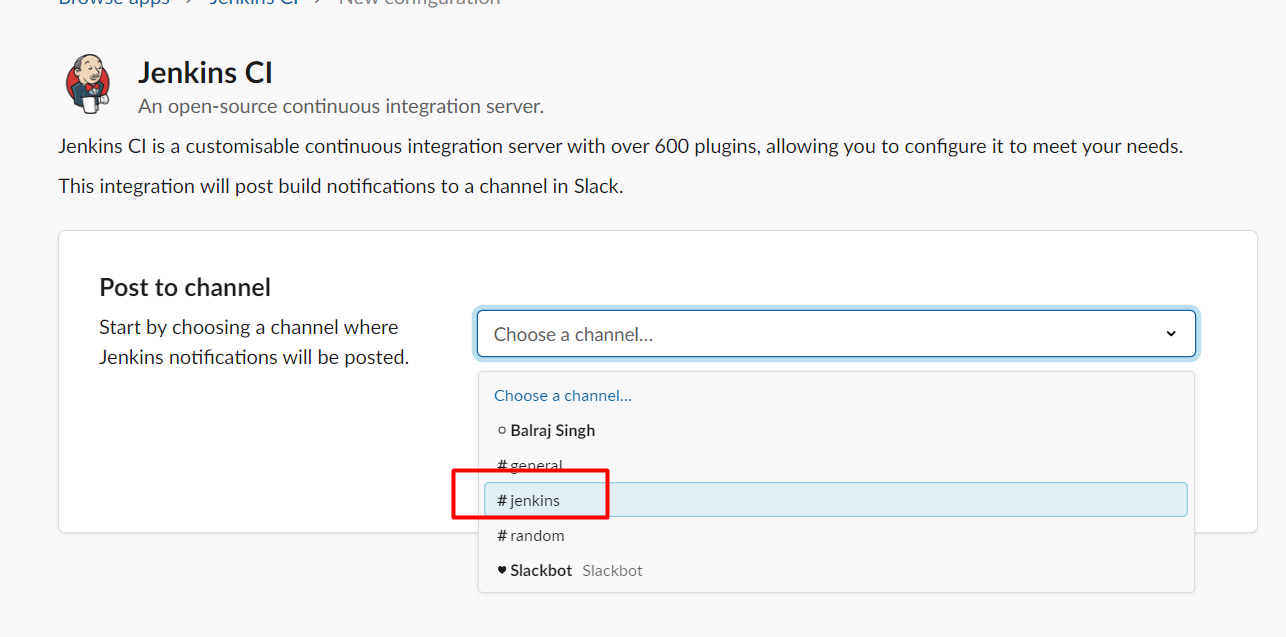 Browse apps > Jenkins CI > New configuration
Jenkins CI
An open-source continuous integration server.
Jenkins CI is a customisable continuous integration server with over 600 plugins, allowing you to configure it to meet your needs.
This integration will post build notifications to a channel in Slack.
Post to channel
Start by choosing a channel where
Jenkins notifications will be posted.
Choose a channel...
Choose a channel...
Balraj Singh
# general
# jenkins
# random
Slackbot Slackbot